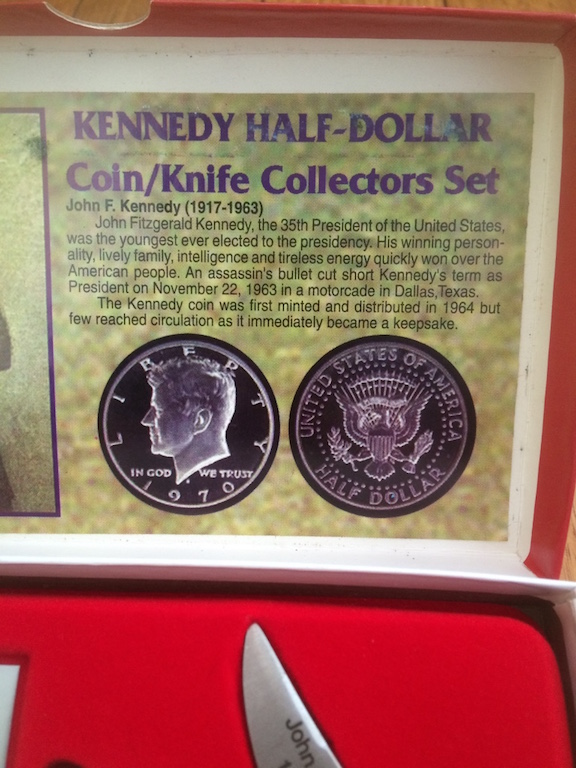 KENNEDY HALF-DOLLAR
Coin/Knife Collectors Set
John F. Kennedy (1917-1963)
John Fitzgerald Kennedy, the 35th President of the United States,
was the youngest ever elected to the presidency. His winning person-
ality, lively family, intelligence and tireless energy quickly won over the
American people. An assassin's bullet cut short Kennedy's term as
President on November 22, 1963 in a motorcade in Dallas,Texas.
The Kennedy coin was first minted and distributed in 1964 but
few reached circulation as it immediately became a keepsake.
LIBERTY
IN GOD WE TRUST
1970
UNITED STATES OF AMERICA
HALF DOLLAR
John